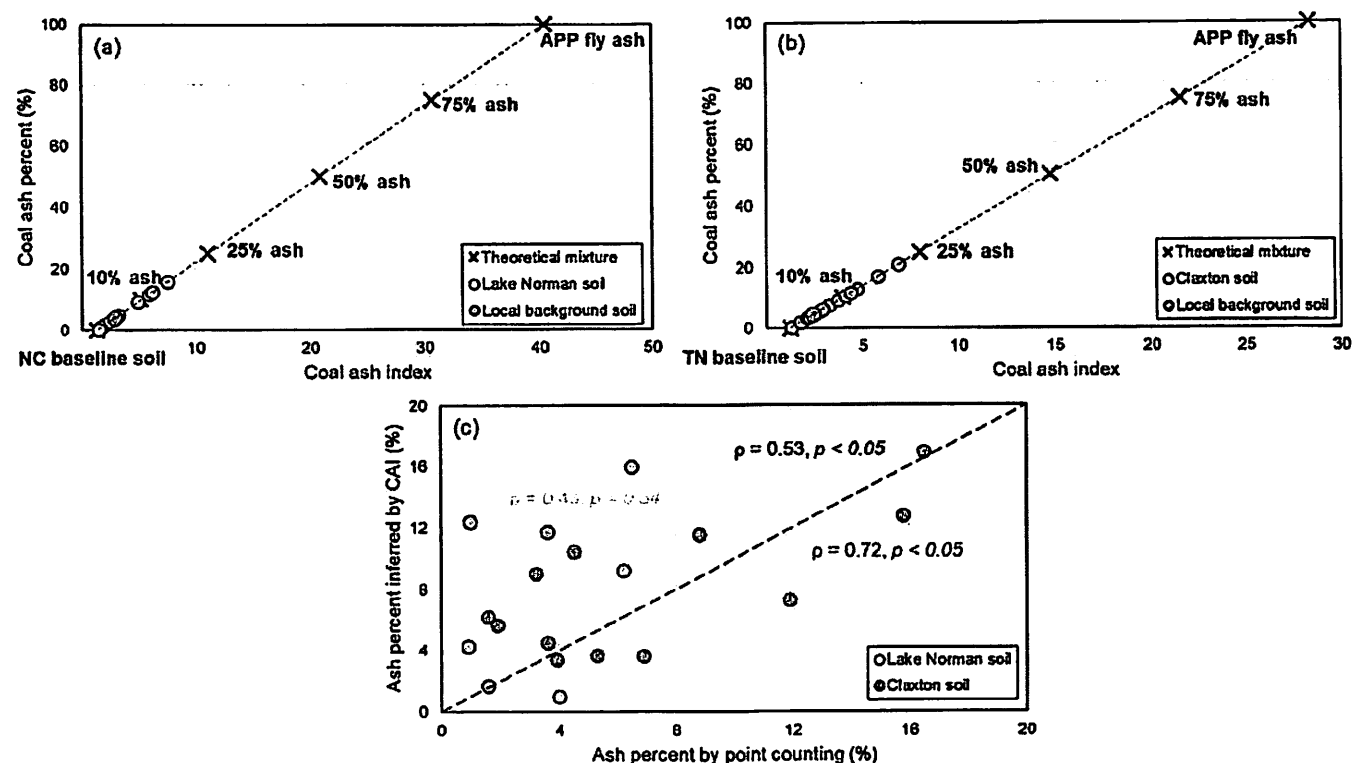 (a)
Coal ash percent (%)
100
80
60
40
20
0
APP fly ash
75% ash
50% ash
25% ash
10% ash
Theoretical mixture
Lake Norman soil
Local background soil
NC baseline soil
10
20
30
40
50
Coal ash index
(b)
Coal ash percent (%)
100
80
60
40
20
0
APP fly ash
75% ash
50% ash
25% ash
10% ash
Theoretical mixture
Claxton soil
Local background soil
TN baseline soil
5
10
15
20
25
30
Coal ash index
(c)
Ash percent inferred by CAI (%)
20
16
12
8
4
0
ρ = 0.53, p < 0.05
ρ = 0.72, p < 0.05
Lake Norman soil
Claxton soil
0
4
8
12
16
20
Ash percent by point counting (%)